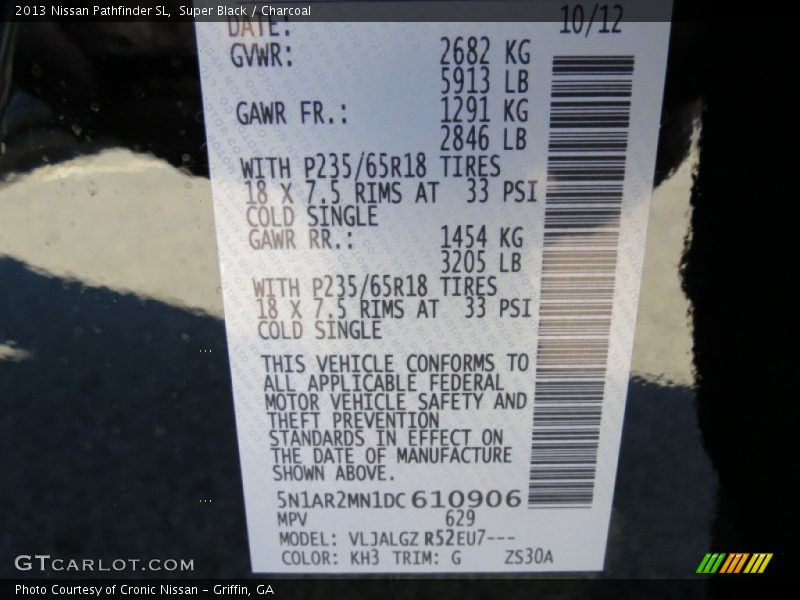 2013 Nissan Pathfinder SL, Super Black / Charcoal
DATE: 10/12
GVWR: 2682 KG
5913 LB
GAWR FR.: 1291 KG
2846 LB
WITH P235/65R18 TIRES
18 X 7.5 RIMS AT 33 PSI
COLD SINGLE
GAWR RR.: 1454 KG
3205 LB
WITH P235/65R18 TIRES
18 X 7.5 RIMS AT 33 PSI
COLD SINGLE
THIS VEHICLE CONFORMS TO
ALL APPLICABLE FEDERAL
MOTOR VEHICLE SAFETY AND
THEFT PREVENTION
STANDARDS IN EFFECT ON
THE DATE OF MANUFACTURE
SHOWN ABOVE.
5N1AR2MN1DC610906
MPV 629
MODEL: VLJALGZ R52EU7---
COLOR: KH3 TRIM: G ZS30A
GTCARLOT.COM
Photo Courtesy of Cronic Nissan - Griffin, GA